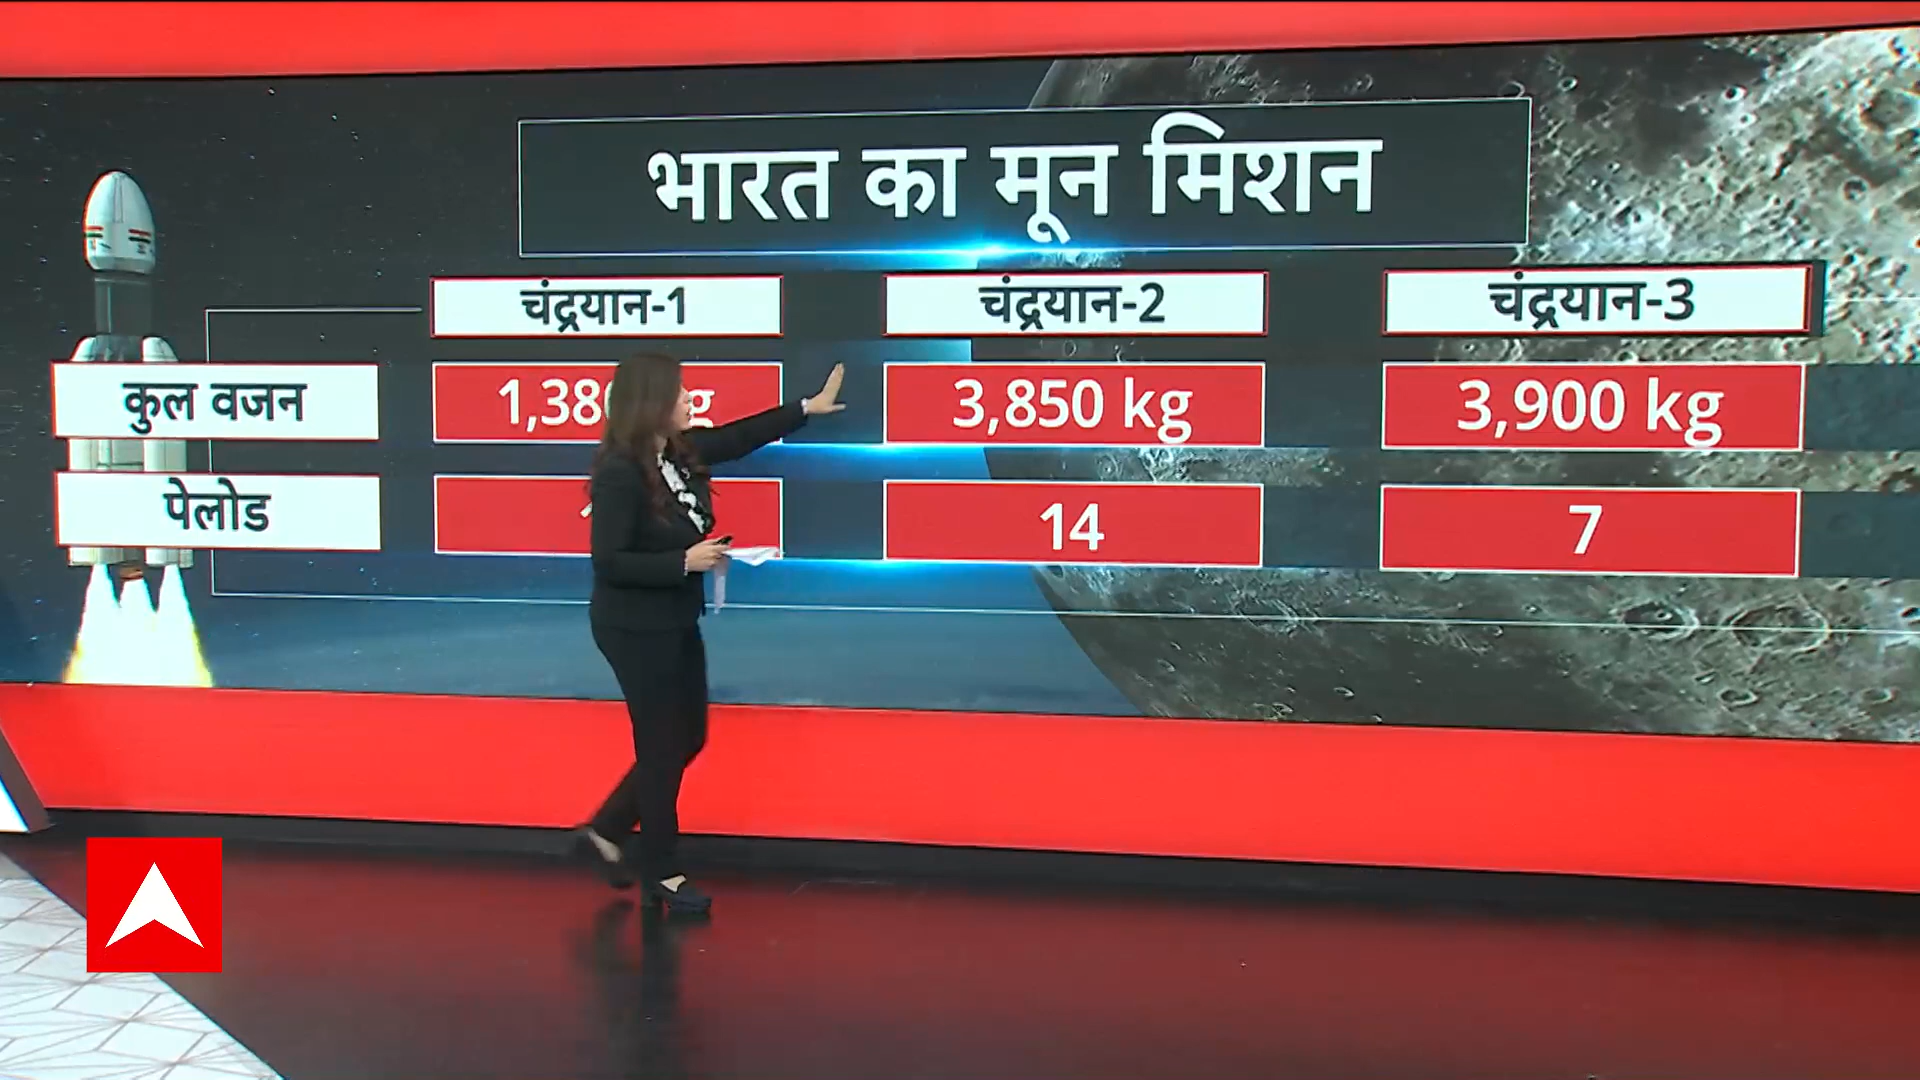 भारत का मून मिशन
चंद्रयान-1 चंद्रयान-2 चंद्रयान-3
कुल वजन 3,850 kg 3,900 kg
पेलोड 14 7